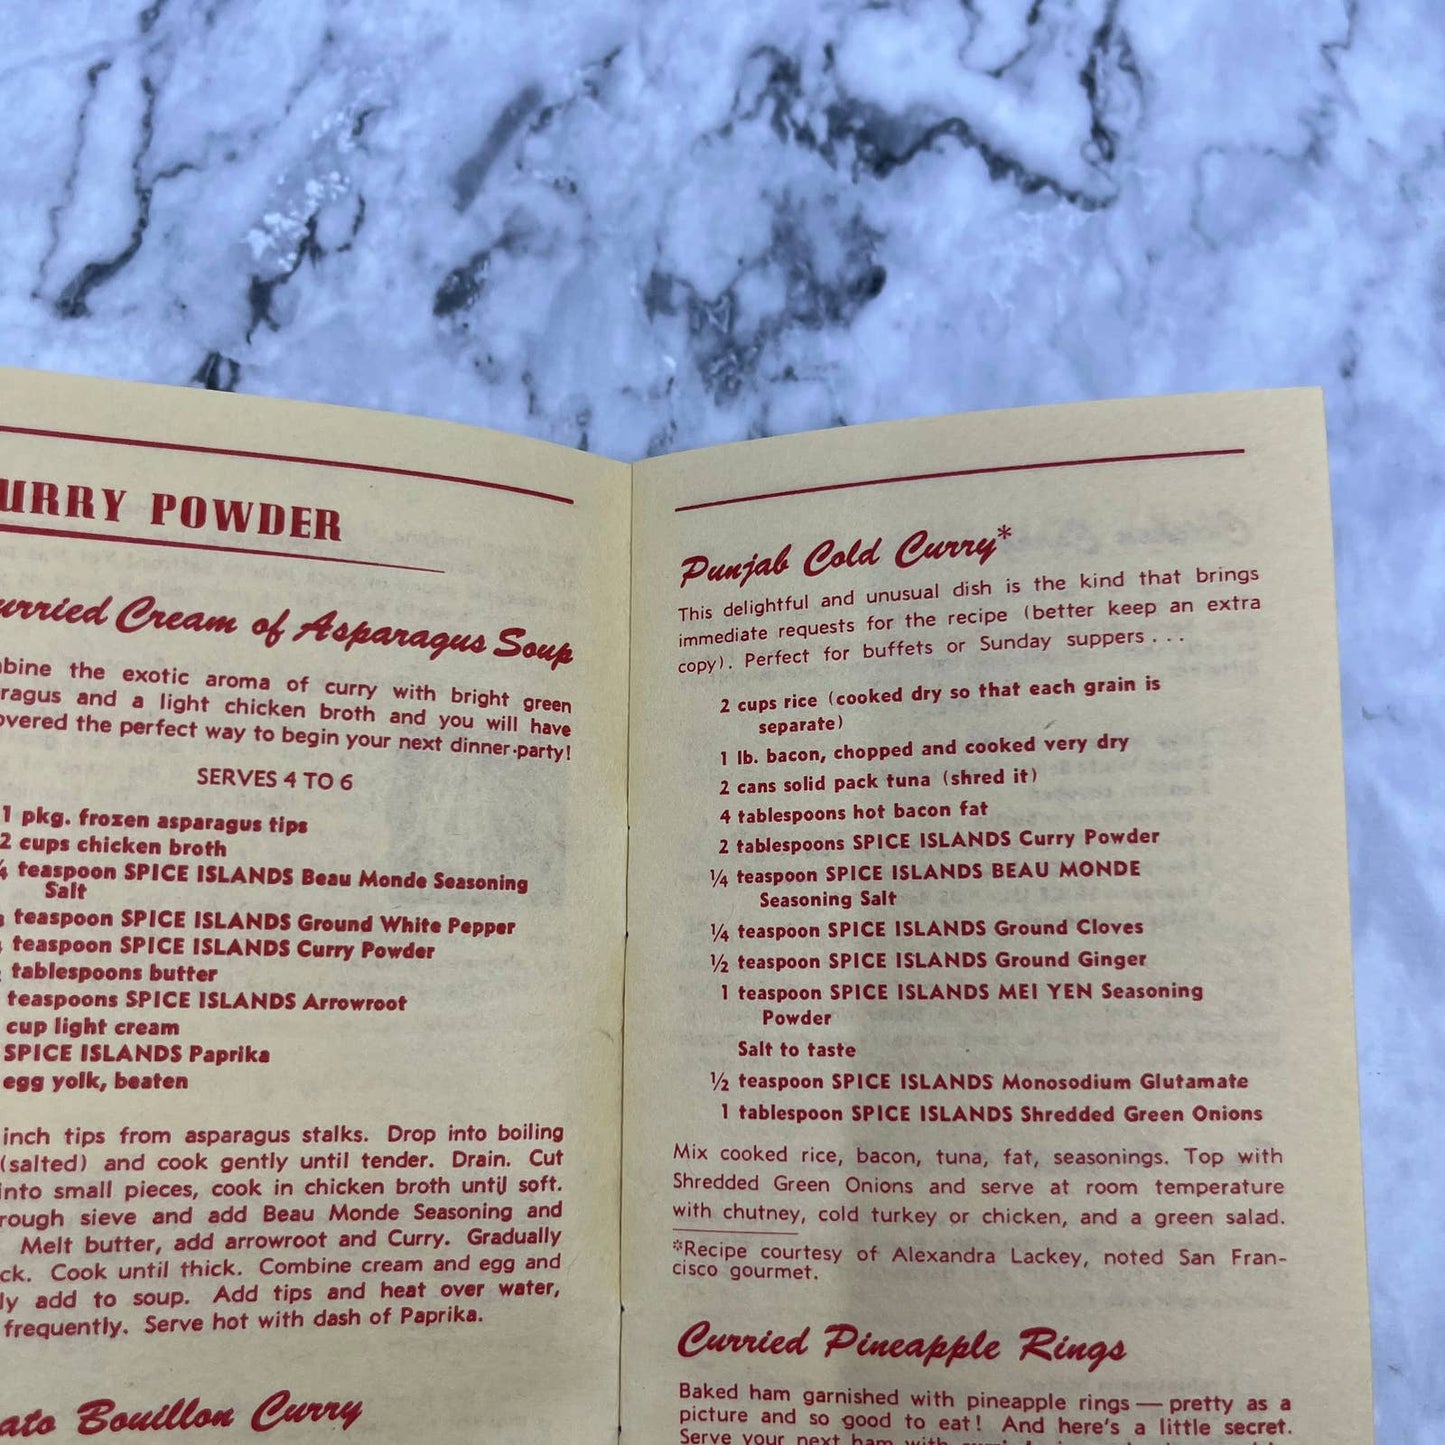 URRY POWDER
urried Cream of Asparagus Soup
bine the exotic aroma of curry with bright green
ragus and a light chicken broth and you will have
overed the perfect way to begin your next dinner-party!
SERVES 4 TO 6
1 pkg. frozen asparagus tips
2 cups chicken broth
teaspoon SPICE ISLANDS Beau Monde Seasoning
Salt
teaspoon SPICE ISLANDS Ground White Pepper
teaspoon SPICE ISLANDS Curry Powder
tablespoons butter
teaspoons SPICE ISLANDS Arrowroot
cup light cream
SPICE ISLANDS Paprika
egg yolk, beaten
inch tips from asparagus stalks. Drop into boiling
(salted) and cook gently until tender. Drain. Cut
into small pieces, cook in chicken broth until soft.
rough sieve and add Beau Monde Seasoning and
Melt butter, add arrowroot and Curry. Gradually
ck. Cook until thick. Combine cream and egg and
ly add to soup. Add tips and heat over water,
frequently. Serve hot with dash of Paprika.
ato Bouillon Curry
Punjab Cold Curry*
This delightful and unusual dish is the kind that brings
immediate requests for the recipe (better keep an extra
copy). Perfect for buffets or Sunday suppers . . .
2 cups rice (cooked dry so that each grain is
separate)
1 lb. bacon, chopped and cooked very dry
2 cans solid pack tuna (shred it)
4 tablespoons hot bacon fat
2 tablespoons SPICE ISLANDS Curry Powder
¼ teaspoon SPICE ISLANDS BEAU MONDE
Seasoning Salt
¼ teaspoon SPICE ISLANDS Ground Cloves
½ teaspoon SPICE ISLANDS Ground Ginger
1 teaspoon SPICE ISLANDS MEI YEN Seasoning
Powder
Salt to taste
½ teaspoon SPICE ISLANDS Monosodium Glutamate
1 tablespoon SPICE ISLANDS Shredded Green Onions
Mix cooked rice, bacon, tuna, fat, seasonings. Top with
Shredded Green Onions and serve at room temperature
with chutney, cold turkey or chicken, and a green salad.
*Recipe courtesy of Alexandra Lackey, noted San Fran-
cisco gourmet.
Curried Pineapple Rings
Baked ham garnished with pineapple rings — pretty as a
picture and so good to eat! And here's a little secret.
Serve your next ham with